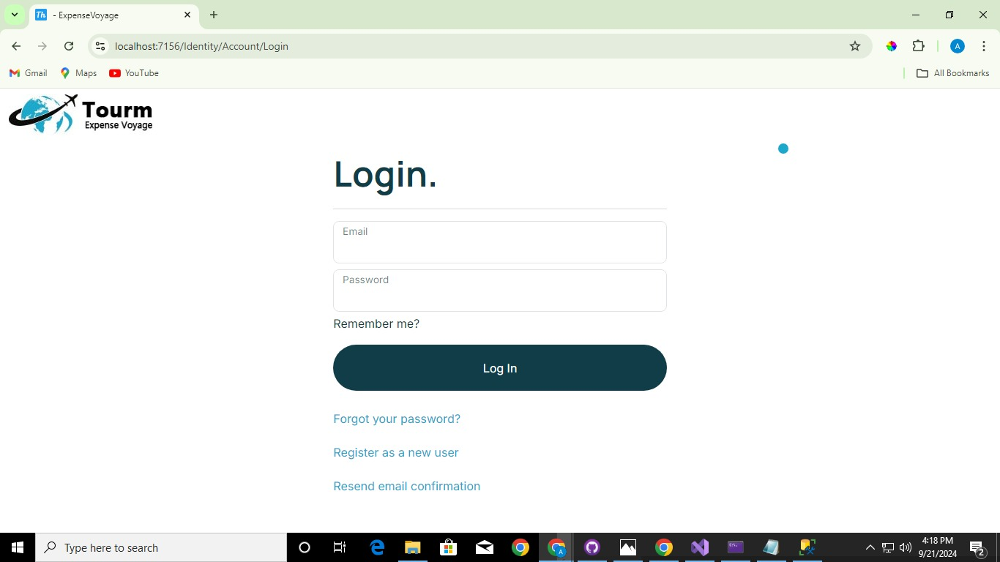 Th - ExpenseVoyage
localhost:7156/Identity/Account/Login
A
Gmail Maps YouTube All Bookmarks
Tourm
Expense Voyage
Login.
Email
Password
Remember me?
Log In
Forgot your password?
Register as a new user
Resend email confirmation
Type here to search
A
4:18 PM
9/21/2024
2